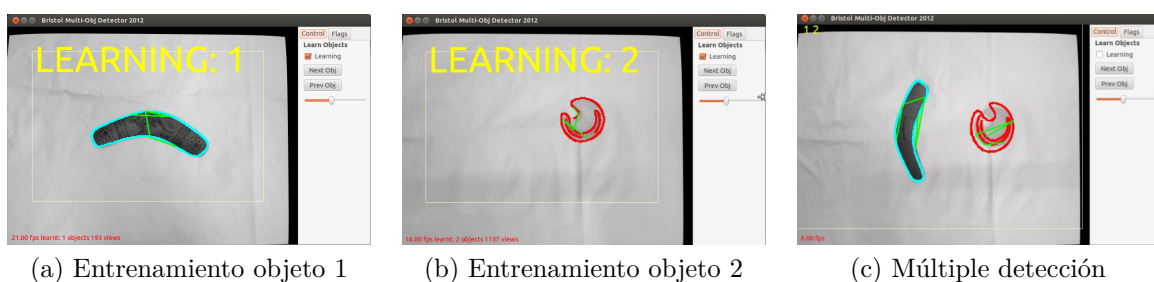 Bristol Multi-Obj Detector 2012
LEARNING: 1
Control Flags
Learn Objects
Learning
Next Obj
Prev Obj
21.00 fps learnt: 1 objects 193 views
(a) Entrenamiento objeto 1
Bristol Multi-Obj Detector 2012
LEARNING: 2
Control Flags
Learn Objects
Learning
Next Obj
Prev Obj
16.00 fps learnt: 2 objects 1137 views
(b) Entrenamiento objeto 2
Bristol Multi-Obj Detector 2012
1 2
Control Flags
Learn Objects
Learning
Next Obj
Prev Obj
8.00 fps
(c) Múltiple detección